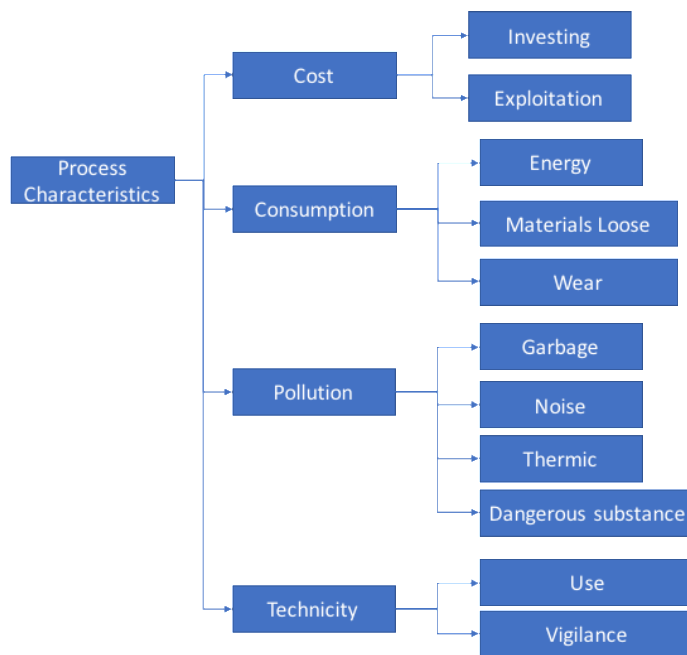 Process
Characteristics
Cost
Investing
Exploitation
Consumption
Energy
Materials Loose
Wear
Pollution
Garbage
Noise
Thermic
Dangerous substance
Technicity
Use
Vigilance